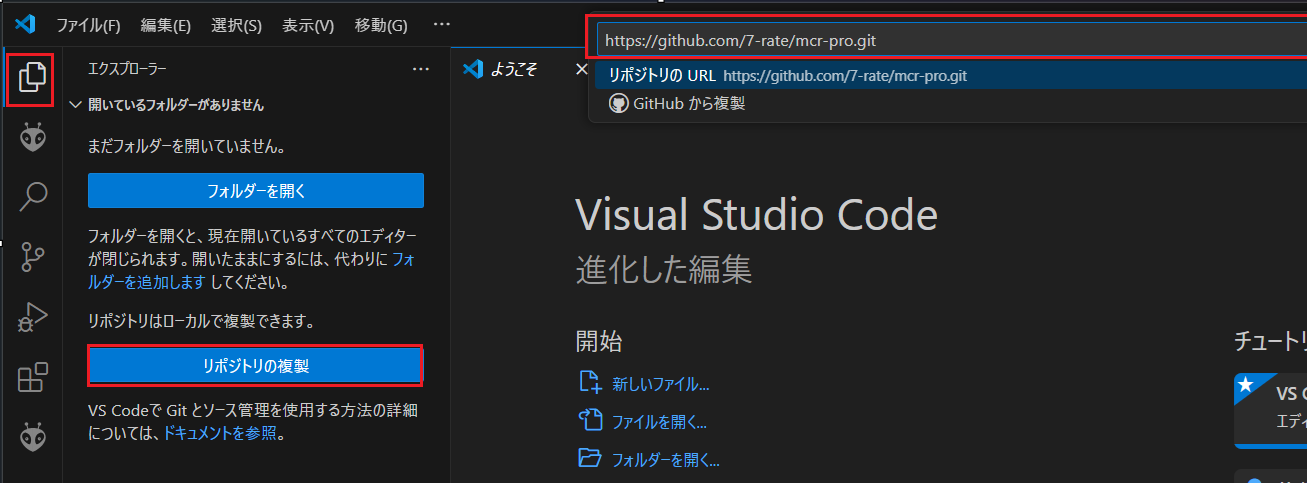 ファイル(F) 編集(E) 選択(S) 表示(V) 移動(G) ···
https://github.com/7-rate/mcr-pro.git
リポジトリの URL https://github.com/7-rate/mcr-pro.git
GitHub から複製
エクスプローラー ···
開いているフォルダーがありません
まだフォルダーを開いていません。
フォルダーを開く
フォルダーを開くと、現在開いているすべてのエディター
が閉じられます。開いたままにするには、代わりに フォ
ルダーを追加します してください。
リポジトリはローカルで複製できます。
リポジトリの複製
VS Codeで Git とソース管理を使用する方法の詳細
については、ドキュメントを参照。
ようこそ
Visual Studio Code
進化した編集
開始
新しいファイル...
ファイルを開く...
フォルダーを開く...
チュートリ
VS
エディ